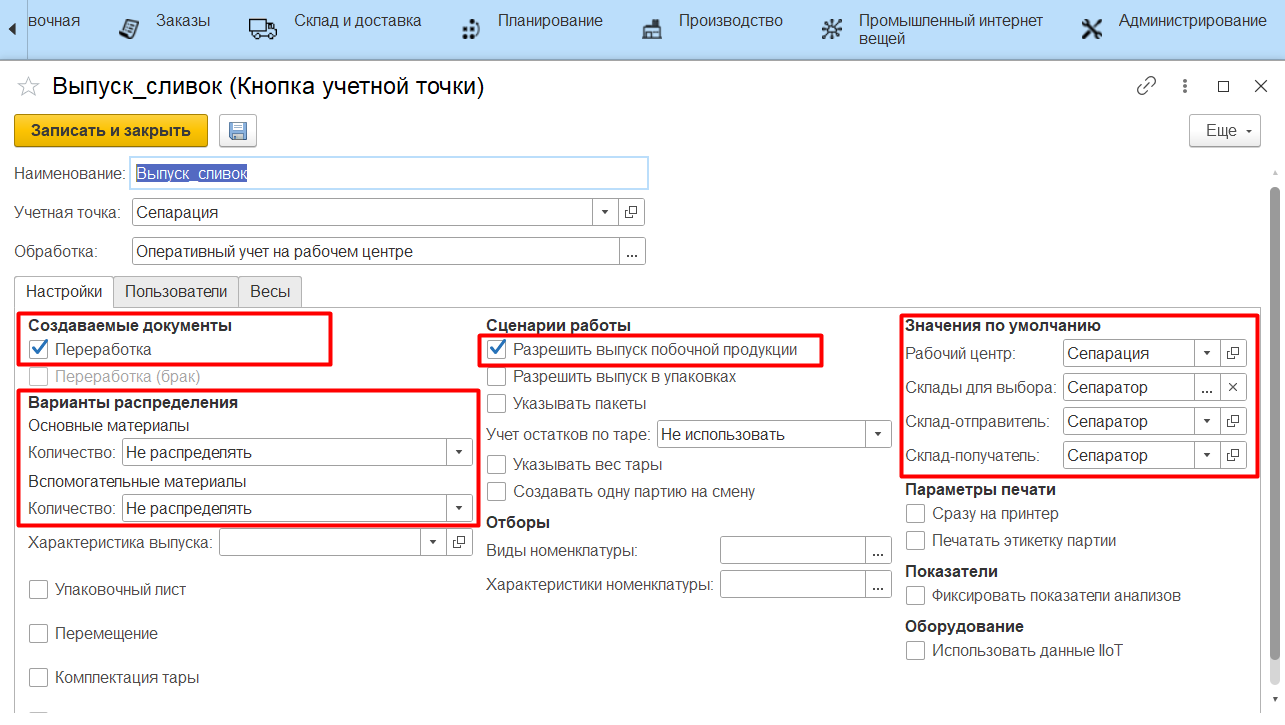 вочная
Заказы
Склад и доставка
Планирование
Производство
Промышленный интернет
вещей
Администрирование
Выпуск_сливок (Кнопка учетной точки)
Записать и закрыть
Еще
Наименование: Выпуск_сливок
Учетная точка: Сепарация
Обработка: Оперативный учет на рабочем центре ...
Настройки Пользователи Весы
Создаваемые документы
Переработка
Переработка (брак)
Варианты распределения
Основные материалы
Количество: Не распределять
Вспомогательные материалы
Количество: Не распределять
Характеристика выпуска:
Упаковочный лист
Перемещение
Комплектация тары
Сценарии работы
Разрешить выпуск побочной продукции
Разрешить выпуск в упаковках
Указывать пакеты
Учет остатков по таре: Не использовать
Указывать вес тары
Создавать одну партию на смену
Отборы
Виды номенклатуры: ...
Характеристики номенклатуры: ...
Значения по умолчанию
Рабочий центр: Сепарация
Склады для выбора: Сепаратор ... ×
Склад-отправитель: Сепаратор
Склад-получатель: Сепаратор
Параметры печати
Сразу на принтер
Печатать этикетку партии
Показатели
Фиксировать показатели анализов
Оборудование
Использовать данные IIoT